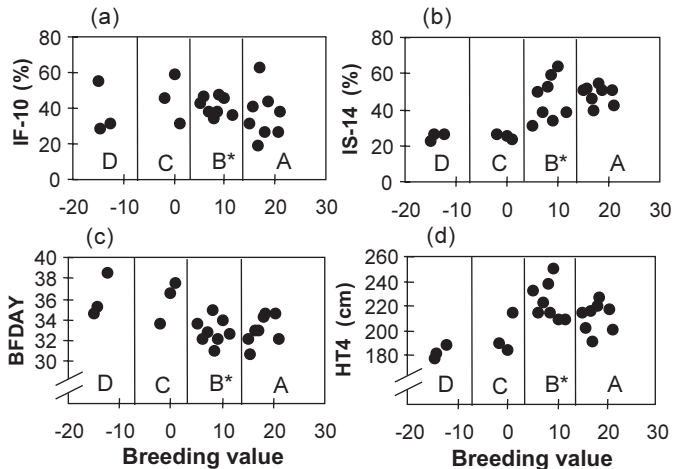 (a)
80
60
40
20
0
IF-10 (%)
D C B* A
-20 -10 0 10 20 30
(b)
80
60
40
20
0
IS-14 (%)
D C B* A
-20 -10 0 10 20 30
(c)
40
38
36
34
32
30
BFDAY
D C B* A
-20 -10 0 10 20 30
Breeding value
(d)
260
240
220
200
180
HT4 (cm)
D C B* A
-20 -10 0 10 20 30
Breeding value